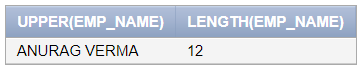 UPPER(EMP_NAME) LENGTH(EMP_NAME)
ANURAG VERMA 12